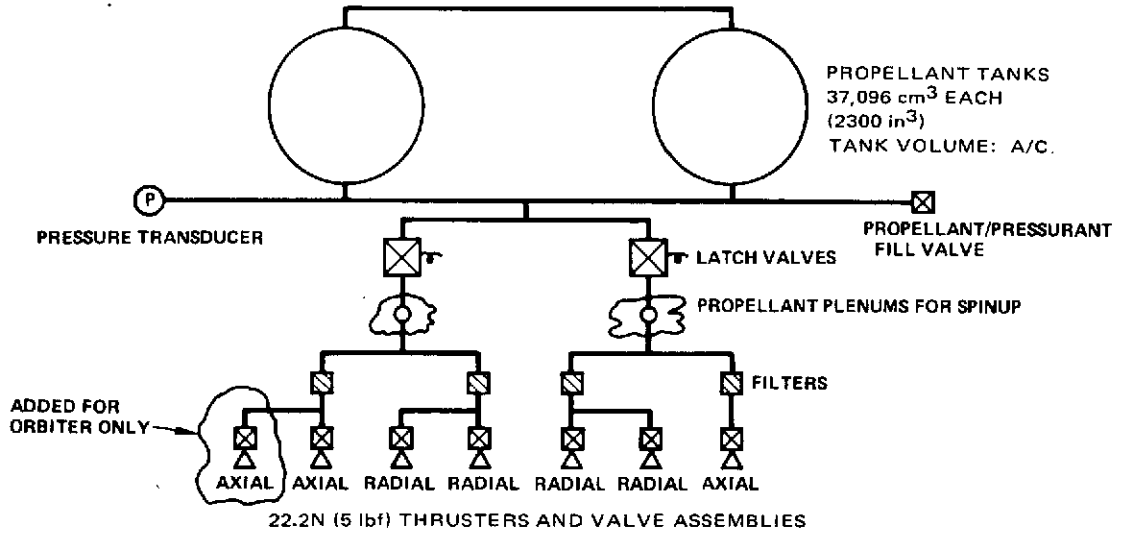 PROPELLANT TANKS
37,096 cm3 EACH
(2300 in3)
TANK VOLUME: A/C.
P
PRESSURE TRANSDUCER
PROPELLANT/PRESSURANT
FILL VALVE
LATCH VALVES
PROPELLANT PLENUMS FOR SPINUP
FILTERS
ADDED FOR
ORBITER ONLY
AXIAL AXIAL RADIAL RADIAL RADIAL RADIAL AXIAL
22.2N (5 lbf) THRUSTERS AND VALVE ASSEMBLIES